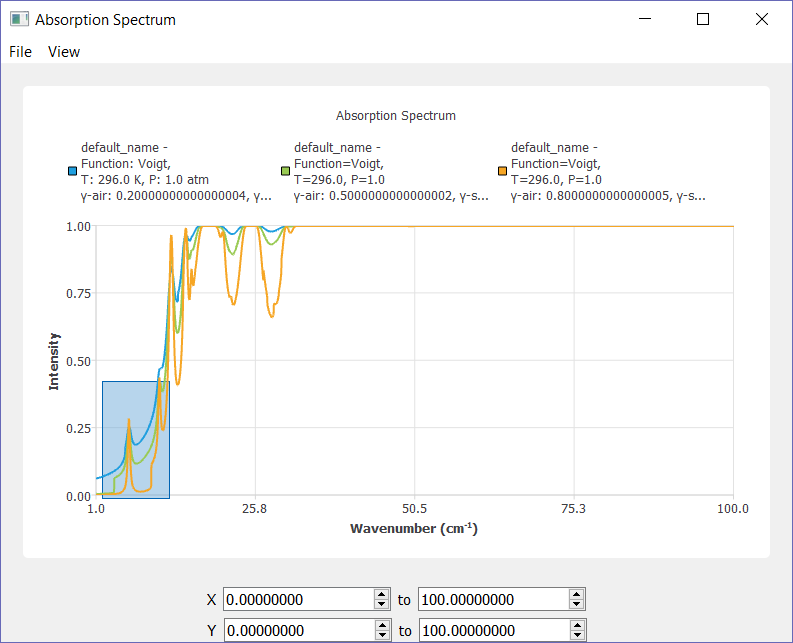 Absorption Spectrum
File View
Absorption Spectrum
default_name -
Function: Voigt,
T: 296.0 K, P: 1.0 atm
γ-air: 0.20000000000000004, γ...
default_name -
Function=Voigt,
T=296.0, P=1.0
γ-air: 0.5000000000000002, γ-s...
default_name -
Function=Voigt,
T=296.0, P=1.0
γ-air: 0.8000000000000005, γ-s...
Intensity
1.00
0.75
0.50
0.25
0.00
1.0 25.8 50.5 75.3 100.0
Wavenumber (cm⁻¹)
X 0.00000000 to 100.00000000
Y 0.00000000 to 100.00000000